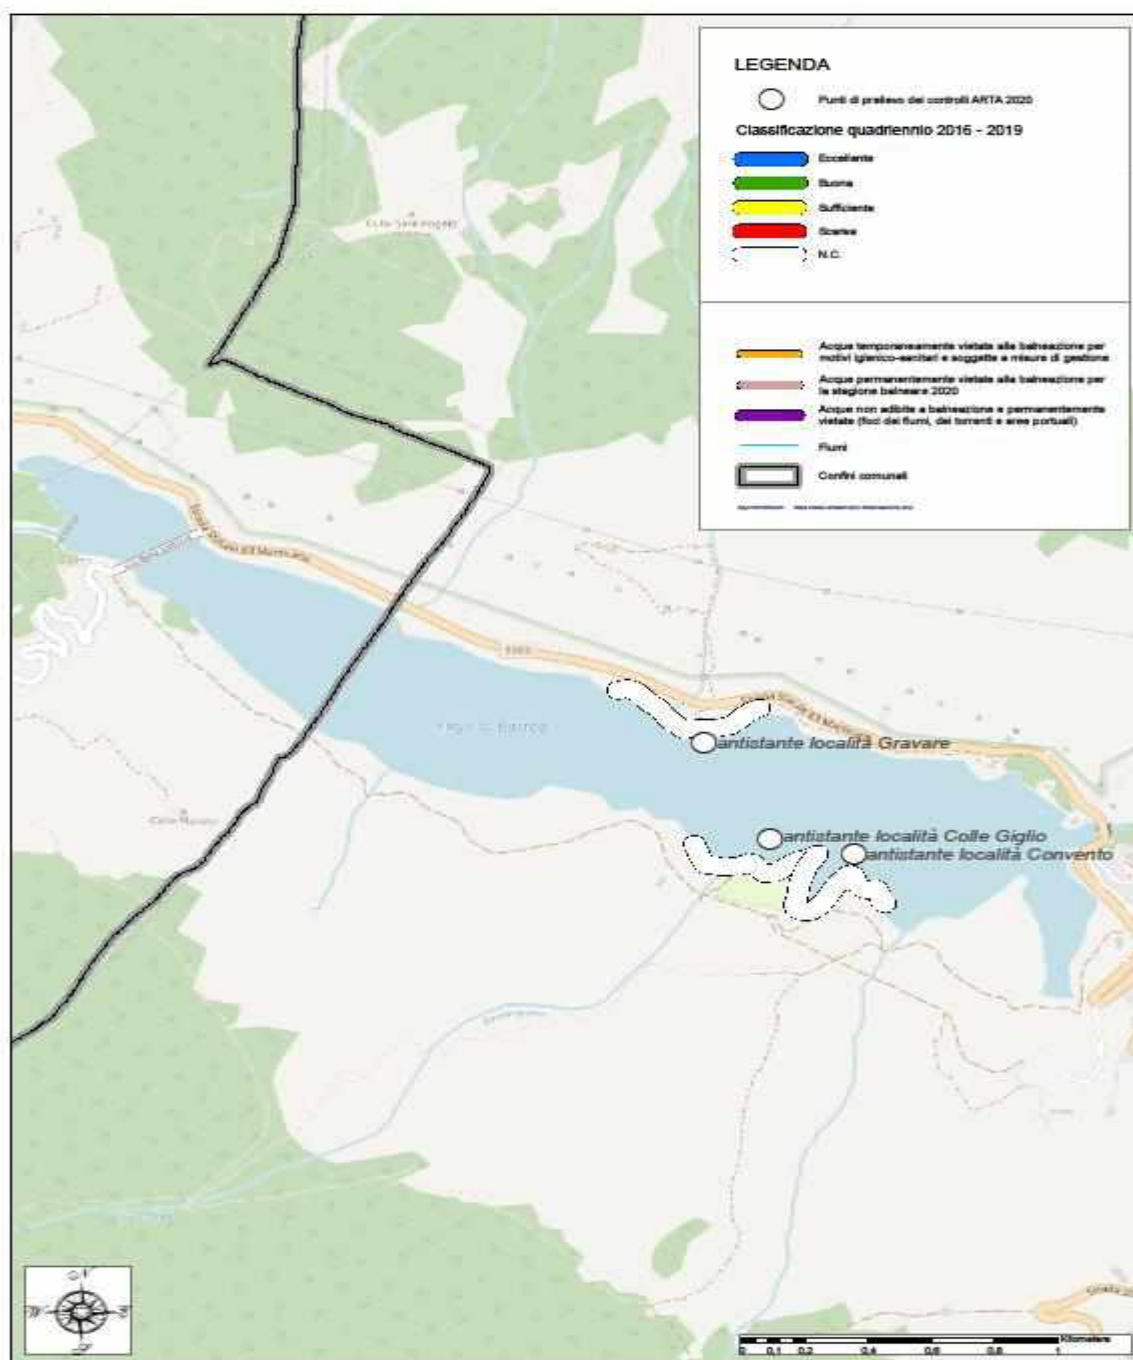 LEGENDA
Punti di prelievo dei controlli ARTA 2020
Classificazione quadriennio 2016 - 2019
Eccellente
Buona
Sufficiente
Scarsa
N.C.
Acque temporaneamente vietate alla balneazione per
motivi igienico-sanitari e soggette a misure di gestione
Acque permanentemente vietate alla balneazione per
la stagione balneare 2020
Acque non adibite a balneazione e permanentemente
vietate (foci dei fiumi, dei torrenti e aree portuali)
Fiumi
Confini comunali
antistante località Gravare
antistante località Colle Giglio
antistante località Convento
Kilometers
0 0,1 0,2 0,4 0,6 0,8 1